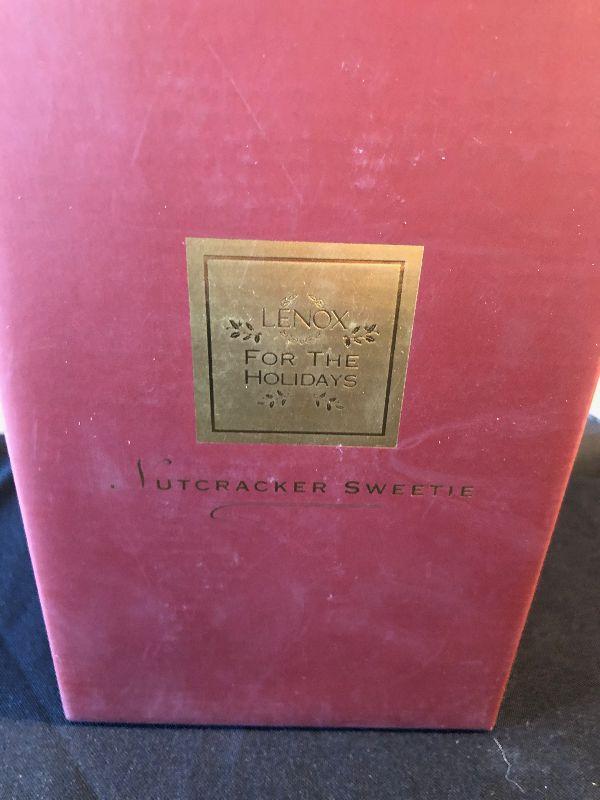 LENOX
FOR THE
HOLIDAYS
NUTCRACKER SWEETIE